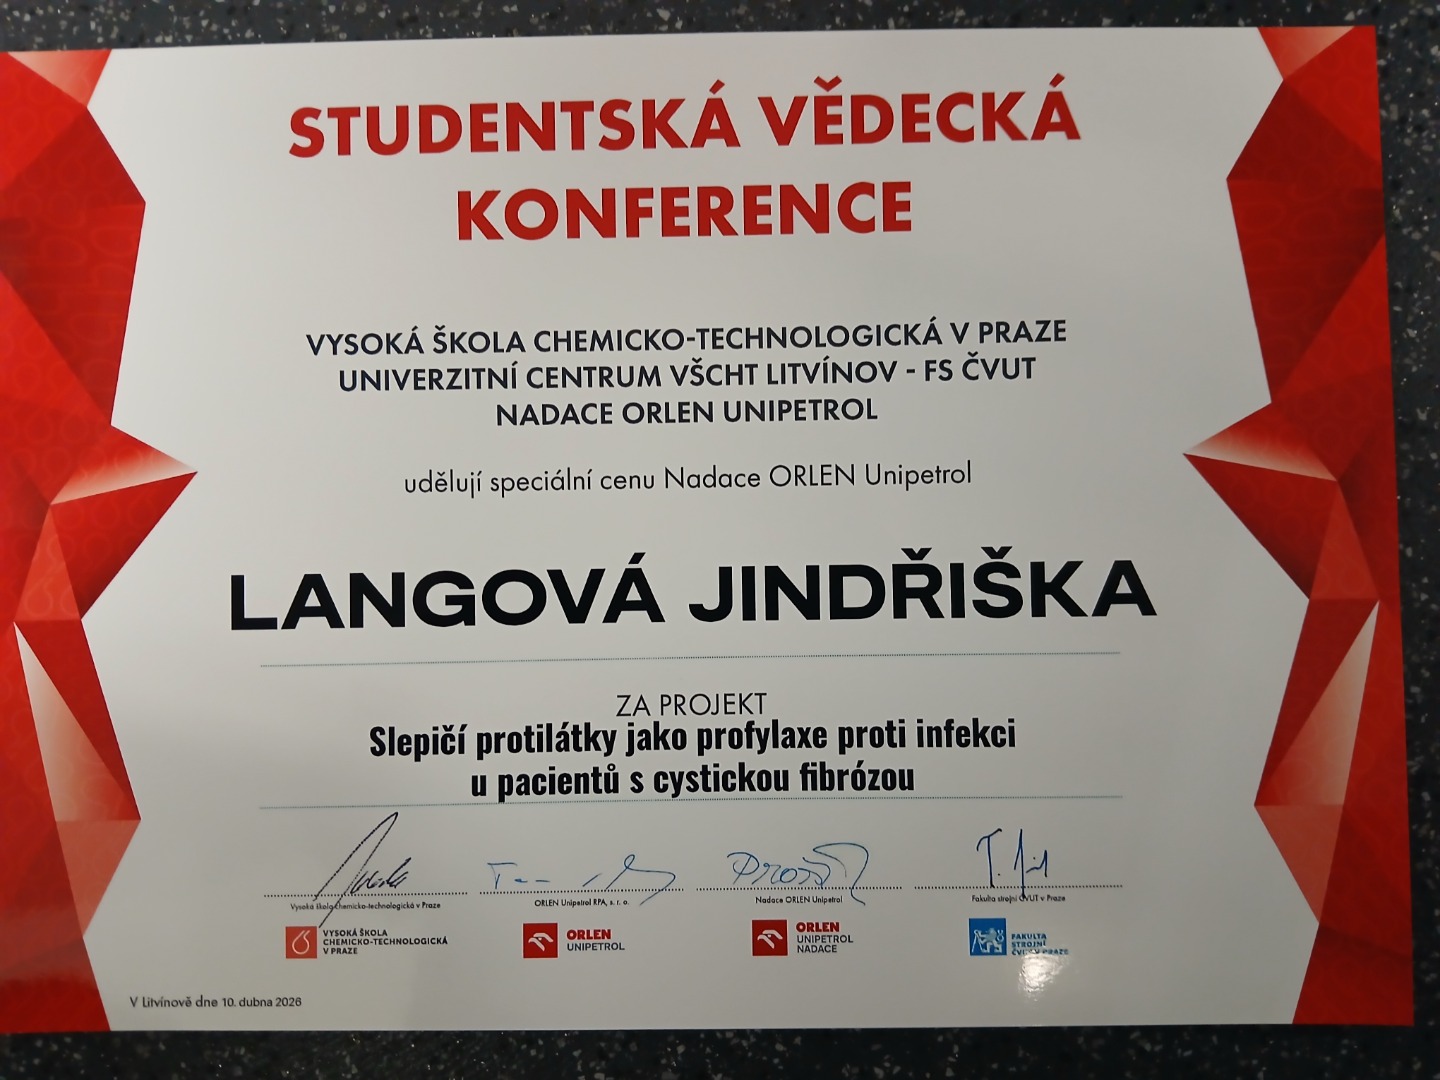 STUDENTSKÁ VĚDECKÁ
KONFERENCE
VYSOKÁ ŠKOLA CHEMICKO-TECHNOLOGICKÁ V PRAZE
UNIVERZITNÍ CENTRUM VŠCHT LITVÍNOV - FS ČVUT
NADACE ORLEN UNIPETROL
udělují speciální cenu Nadace ORLEN Unipetrol
LANGOVÁ JINDŘIŠKA
ZA PROJEKT
Slepičí protilátky jako profylaxe proti infekci
u pacientů s cystickou fibrózou
Vysoká škola chemicko-technologická v Praze
ORLEN Unipetrol RPA, s. r. o.
Nadace ORLEN Unipetrol
Fakulta strojní ČVUT v Praze
VYSOKÁ ŠKOLA
CHEMICKO-TECHNOLOGICKÁ
V PRAZE
ORLEN
UNIPETROL
ORLEN
UNIPETROL
NADACE
FAKULTA
STROJNÍ
ČVUT V PRAZE
V Litvínově dne 10. dubna 2026